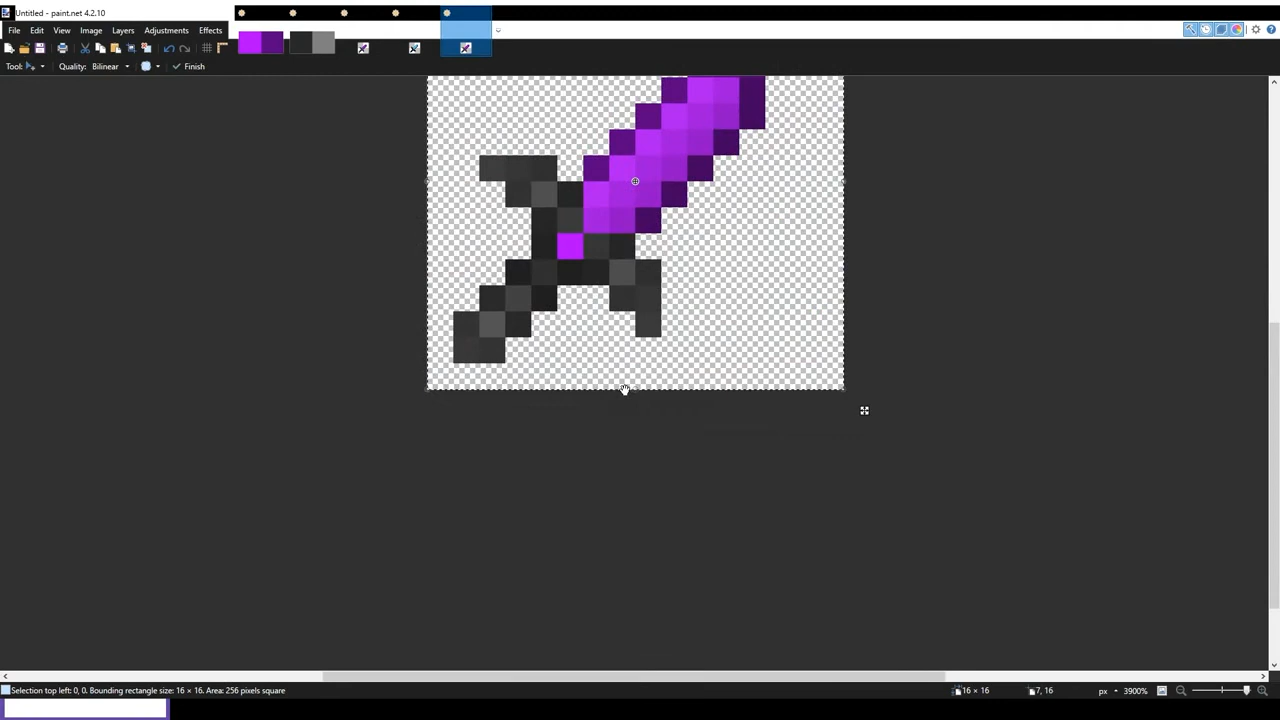 Untitled - paint.net 4.2.10
File Edit View Image Layers Adjustments Effects
Tool: Quality: Bilinear Finish
Selection top left: 0, 0. Bounding rectangle size: 16 × 16. Area: 256 pixels square 16 × 16 7, 16 px 3900%